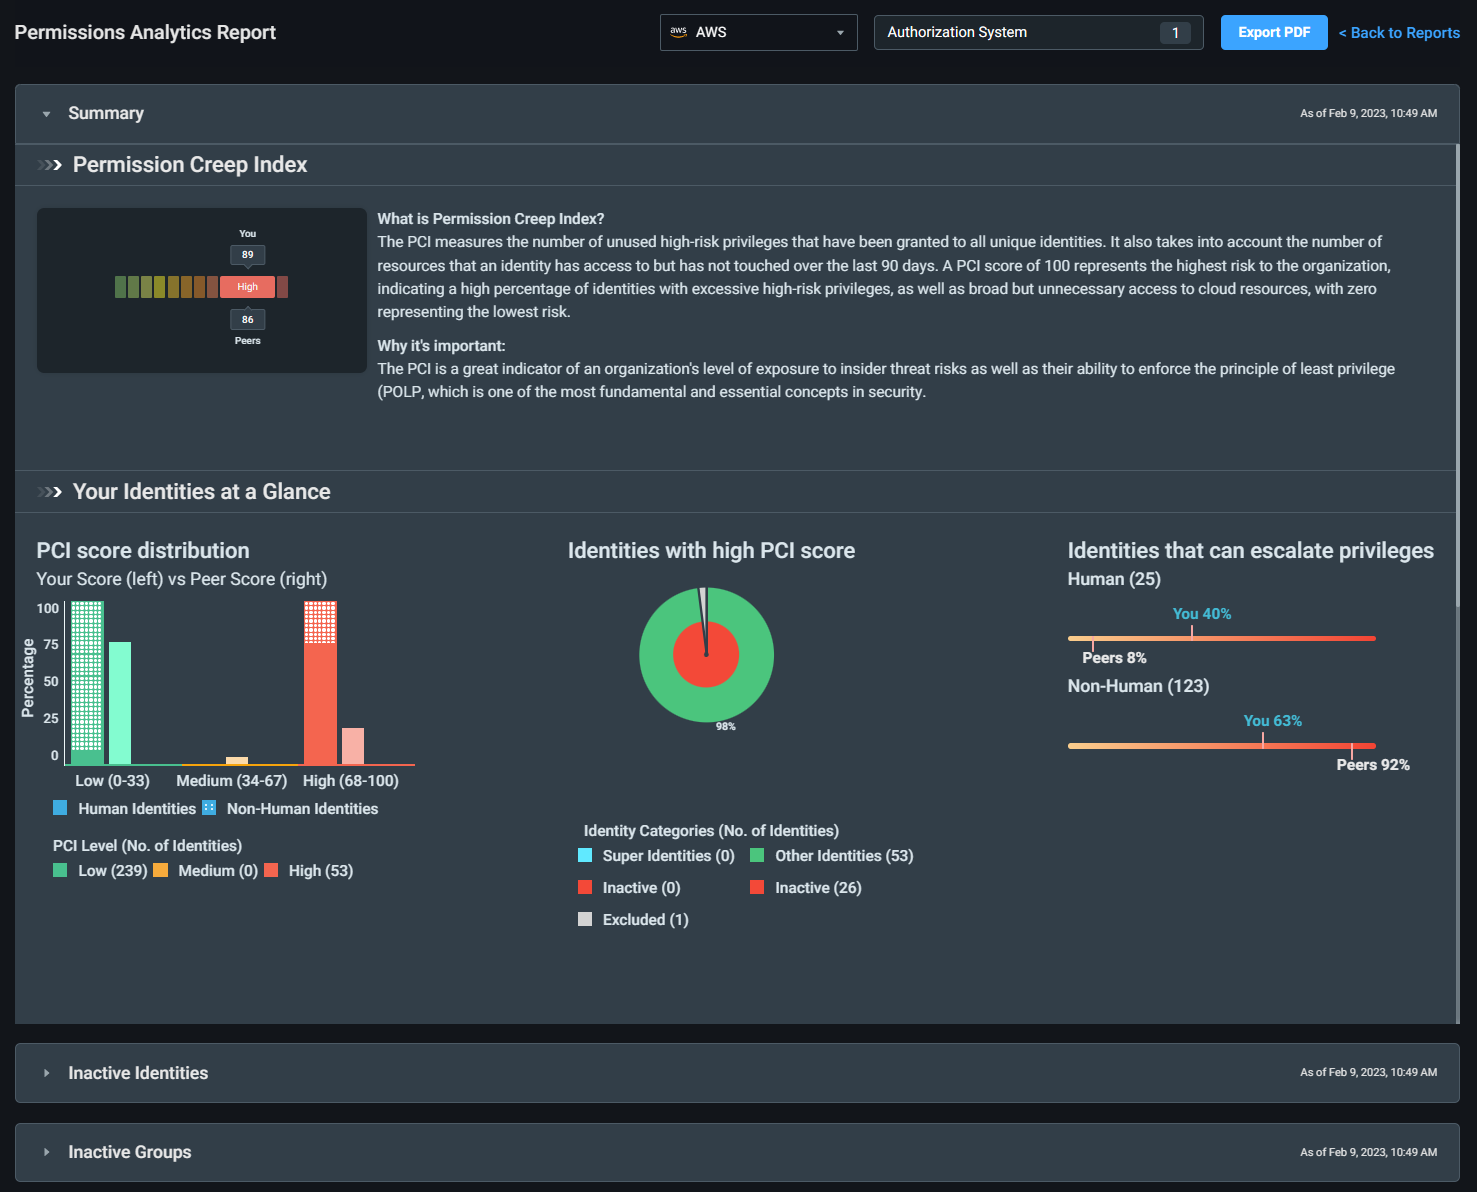 Permissions Analytics Report
aws AWS
Authorization System 1
Export PDF
< Back to Reports
Summary
As of Feb 9, 2023, 10:49 AM
Permission Creep Index
You
89
High
86
Peers
What is Permission Creep Index?
The PCI measures the number of unused high-risk privileges that have been granted to all unique identities. It also takes into account the number of
resources that an identity has access to but has not touched over the last 90 days. A PCI score of 100 represents the highest risk to the organization,
indicating a high percentage of identities with excessive high-risk privileges, as well as broad but unnecessary access to cloud resources, with zero
representing the lowest risk.
Why it's important:
The PCI is a great indicator of an organization's level of exposure to insider threat risks as well as their ability to enforce the principle of least privilege
(POLP, which is one of the most fundamental and essential concepts in security.
Your Identities at a Glance
PCI score distribution
Your Score (left) vs Peer Score (right)
Percentage
100
75
50
25
0
Low (0-33) Medium (34-67) High (68-100)
Human Identities Non-Human Identities
PCI Level (No. of Identities)
Low (239) Medium (0) High (53)
Identities with high PCI score
98%
Identity Categories (No. of Identities)
Super Identities (0) Other Identities (53)
Inactive (0) Inactive (26)
Excluded (1)
Identities that can escalate privileges
Human (25)
You 40%
Peers 8%
Non-Human (123)
You 63%
Peers 92%
Inactive Identities
As of Feb 9, 2023, 10:49 AM
Inactive Groups
As of Feb 9, 2023, 10:49 AM